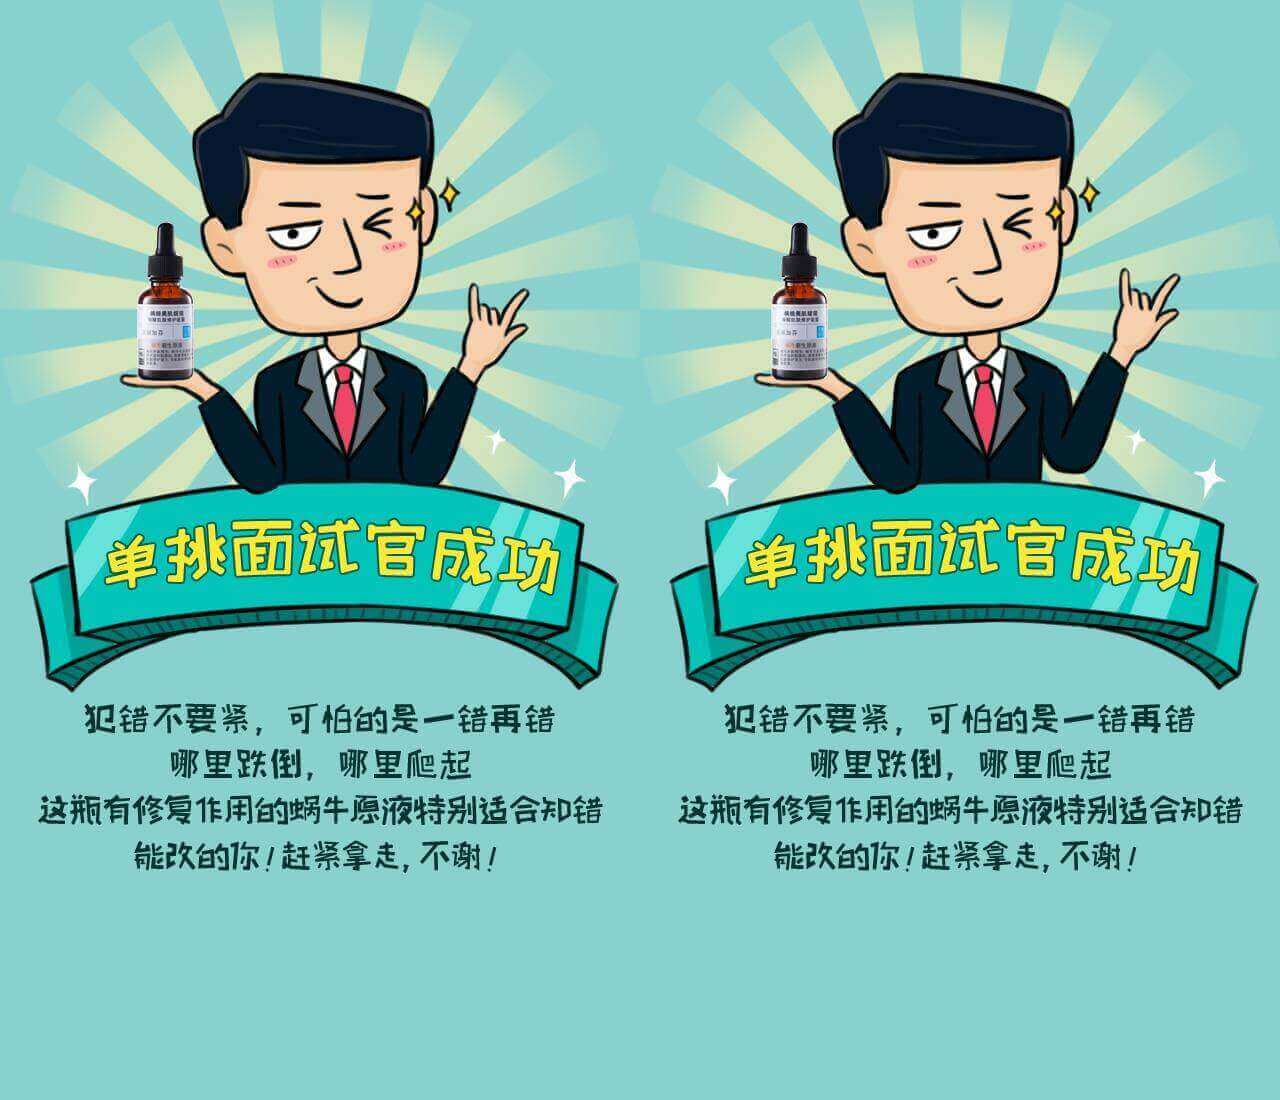 单挑面试官成功
犯错不要紧，可怕的是一错再错
哪里跌倒，哪里爬起
这瓶有修复作用的蜗牛原液特别适合知错
能改的你！赶紧拿走，不谢！
单挑面试官成功
犯错不要紧，可怕的是一错再错
哪里跌倒，哪里爬起
这瓶有修复作用的蜗牛原液特别适合知错
能改的你！赶紧拿走，不谢！